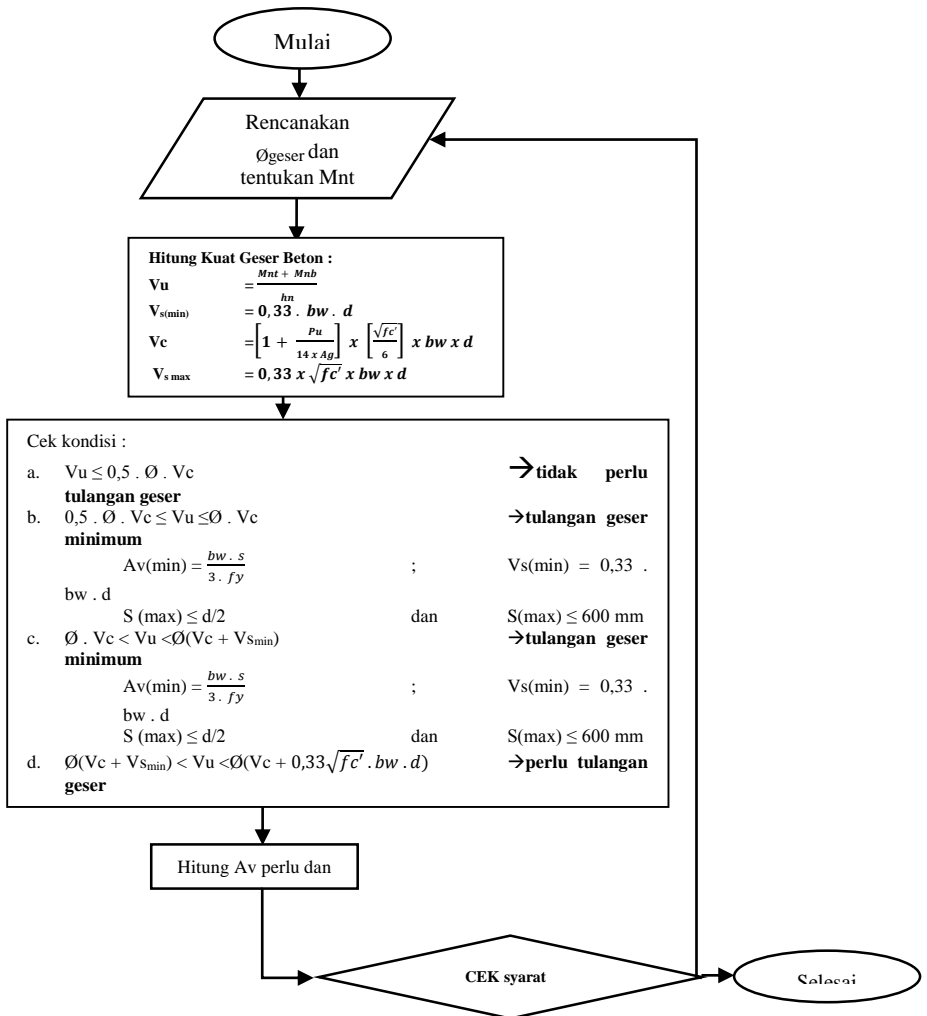 Mulai
Rencanakan
Øgeser dan
tentukan Mnt
Hitung Kuat Geser Beton :
Vu = Mnt + Mnb / hn
Vs(min) = 0,33 . bw . d
Vc =[1 + Pu / 14 x Ag] x [√fc' / 6] x bw x d
Vs max = 0,33 x √fc' x bw x d
Cek kondisi :
a. Vu ≤ 0,5 . Ø . Vc →tidak perlu
tulangan geser
b. 0,5 . Ø . Vc ≤ Vu ≤Ø . Vc →tulangan geser
minimum
Av(min) = bw . s / 3 . fy ; Vs(min) = 0,33 .
bw . d
S (max) ≤ d/2 dan S(max) ≤ 600 mm
c. Ø . Vc < Vu <Ø(Vc + Vsmin) →tulangan geser
minimum
Av(min) = bw . s / 3 . fy ; Vs(min) = 0,33 .
bw . d
S (max) ≤ d/2 dan S(max) ≤ 600 mm
d. Ø(Vc + Vsmin) < Vu <Ø(Vc + 0,33√fc' . bw . d) →perlu tulangan
geser
Hitung Av perlu dan
CEK syarat
Selesai